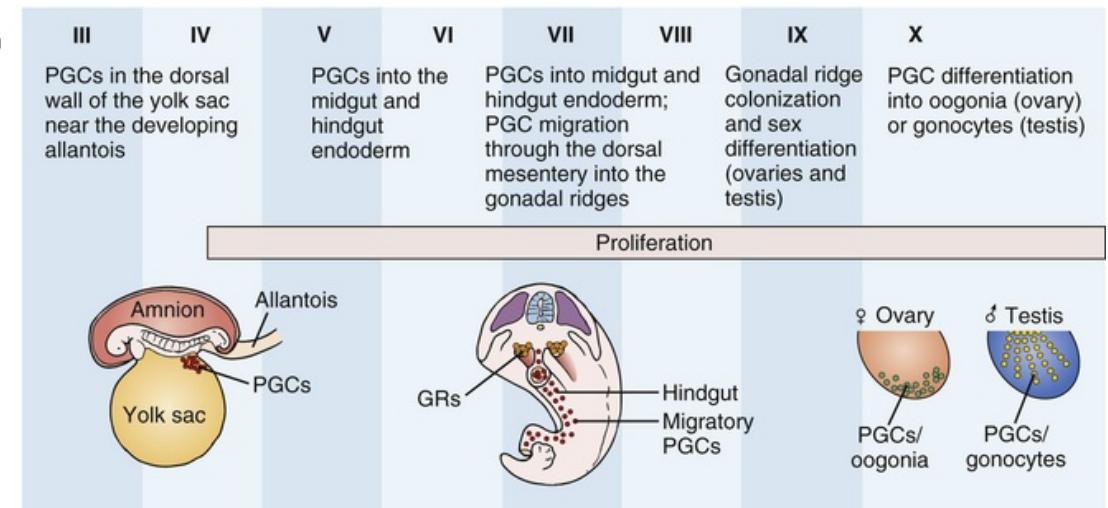 III
IV
V
VI
VII
VIII
IX
X
PGCs in the dorsal
wall of the yolk sac
near the developing
allantois
PGCs into the
midgut and
hindgut
endoderm
PGCs into midgut and
hindgut endoderm;
PGC migration
through the dorsal
mesentery into the
gonadal ridges
Gonadal ridge
colonization
and sex
differentiation
(ovaries and
testis)
PGC differentiation
into oogonia (ovary)
or gonocytes (testis)
Proliferation
Amnion
Allantois
PGCs
Yolk sac
GRs
Hindgut
Migratory
PGCs
♀ Ovary
PGCs/
oogonia
♂ Testis
PGCs/
gonocytes